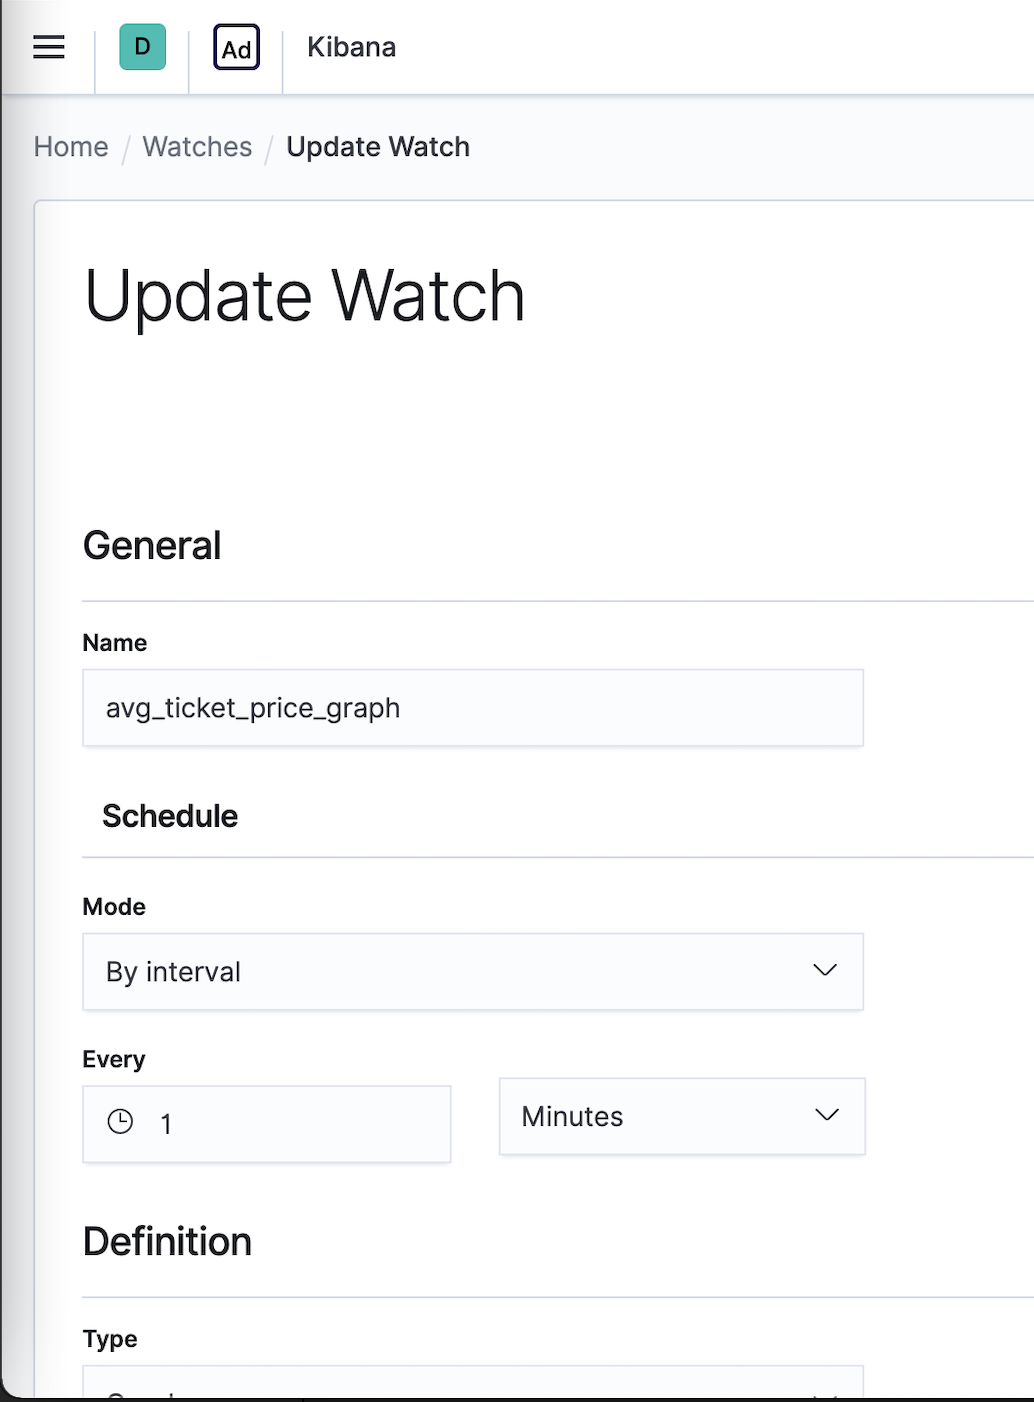 D Ad Kibana
Home / Watches / Update Watch
Update Watch
General
Name
avg_ticket_price_graph
Schedule
Mode
By interval
Every
1 Minutes
Definition
Type